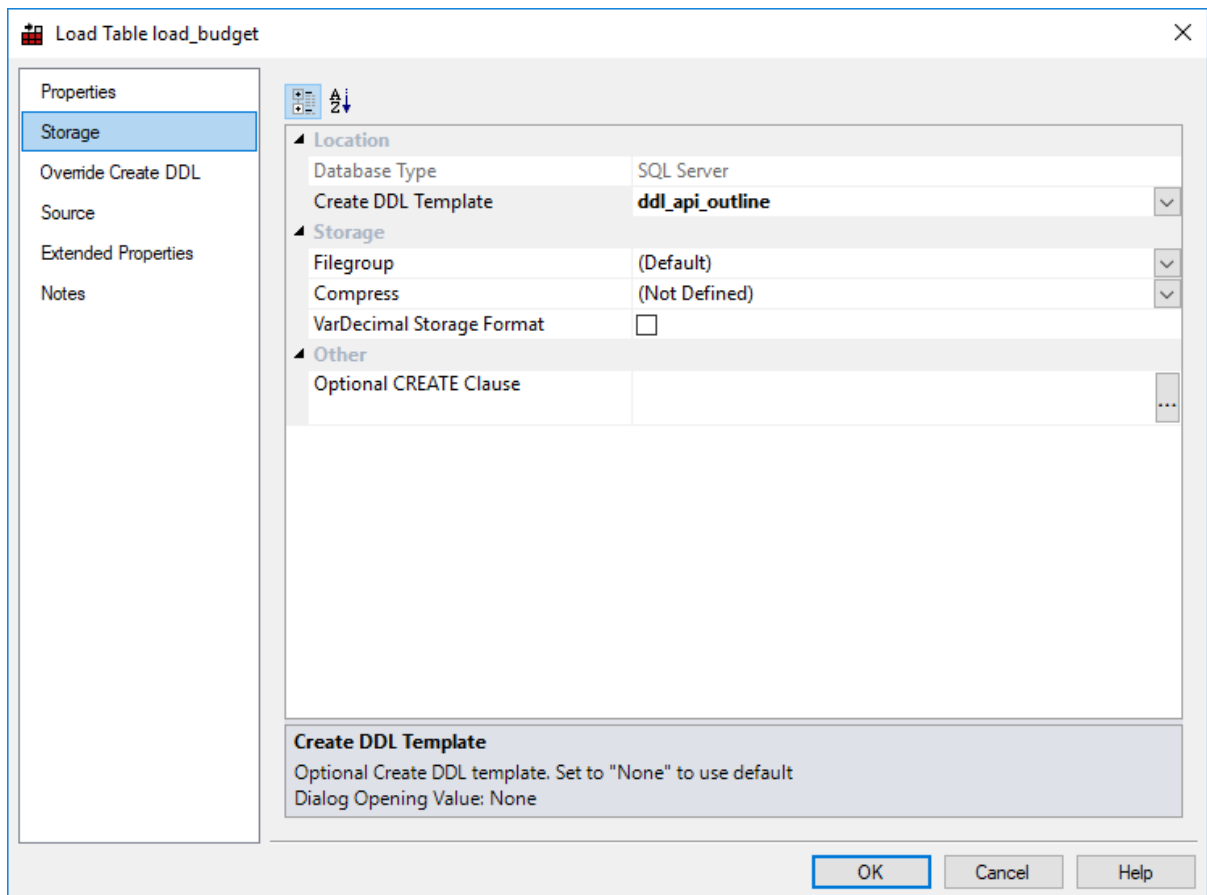 Load Table load_budget
Properties
Storage
Override Create DDL
Source
Extended Properties
Notes
Location
Database Type SQL Server
Create DDL Template ddl_api_outline
Storage
Filegroup (Default)
Compress (Not Defined)
VarDecimal Storage Format
Other
Optional CREATE Clause ...
Create DDL Template
Optional Create DDL template. Set to "None" to use default
Dialog Opening Value: None
OK Cancel Help